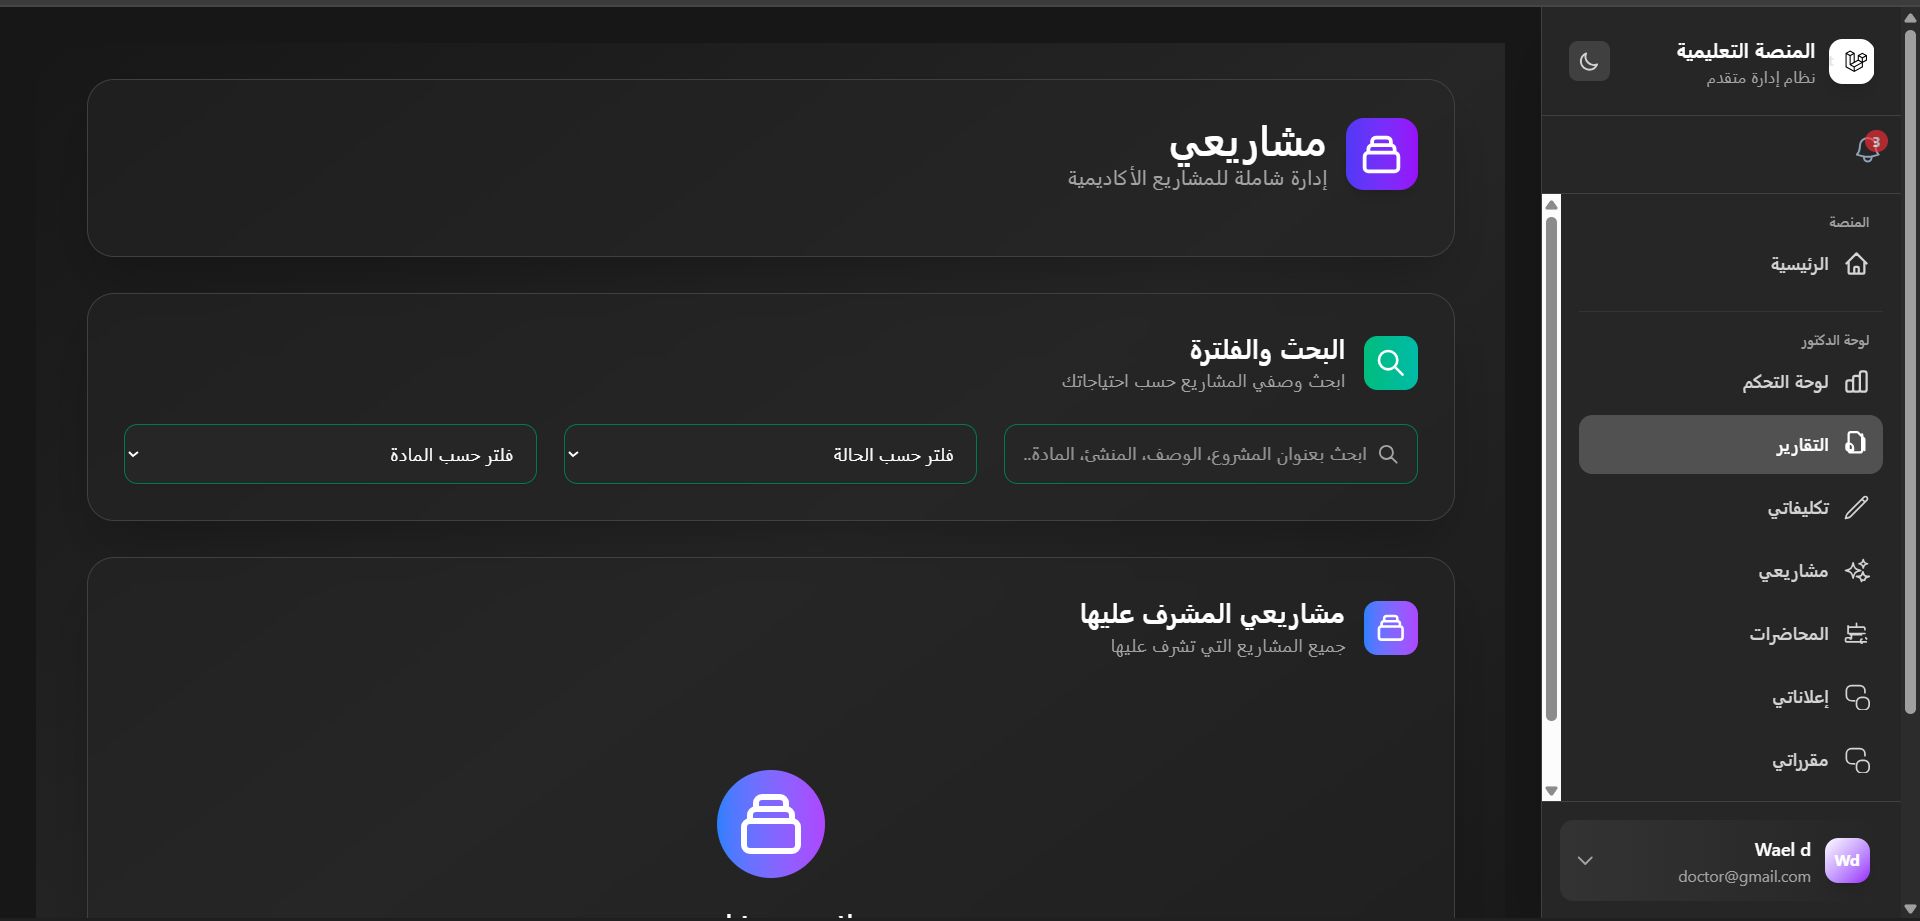 المنصة التعليمية
نظام إدارة متقدم
3
المنصة
الرئيسية
لوحة الدكتور
لوحة التحكم
التقارير
تكليفاتي
مشاريعي
المحاضرات
إعلاناتي
مقرراتي
Wd
Wael d
doctor@gmail.com
مشاريعي
إدارة شاملة للمشاريع الأكاديمية
البحث والفلترة
ابحث وصفي المشاريع حسب احتياجاتك
ابحث بعنوان المشروع، الوصف، المنشئ، المادة..
فلتر حسب الحالة
فلتر حسب المادة
مشاريعي المشرف عليها
جميع المشاريع التي تشرف عليها